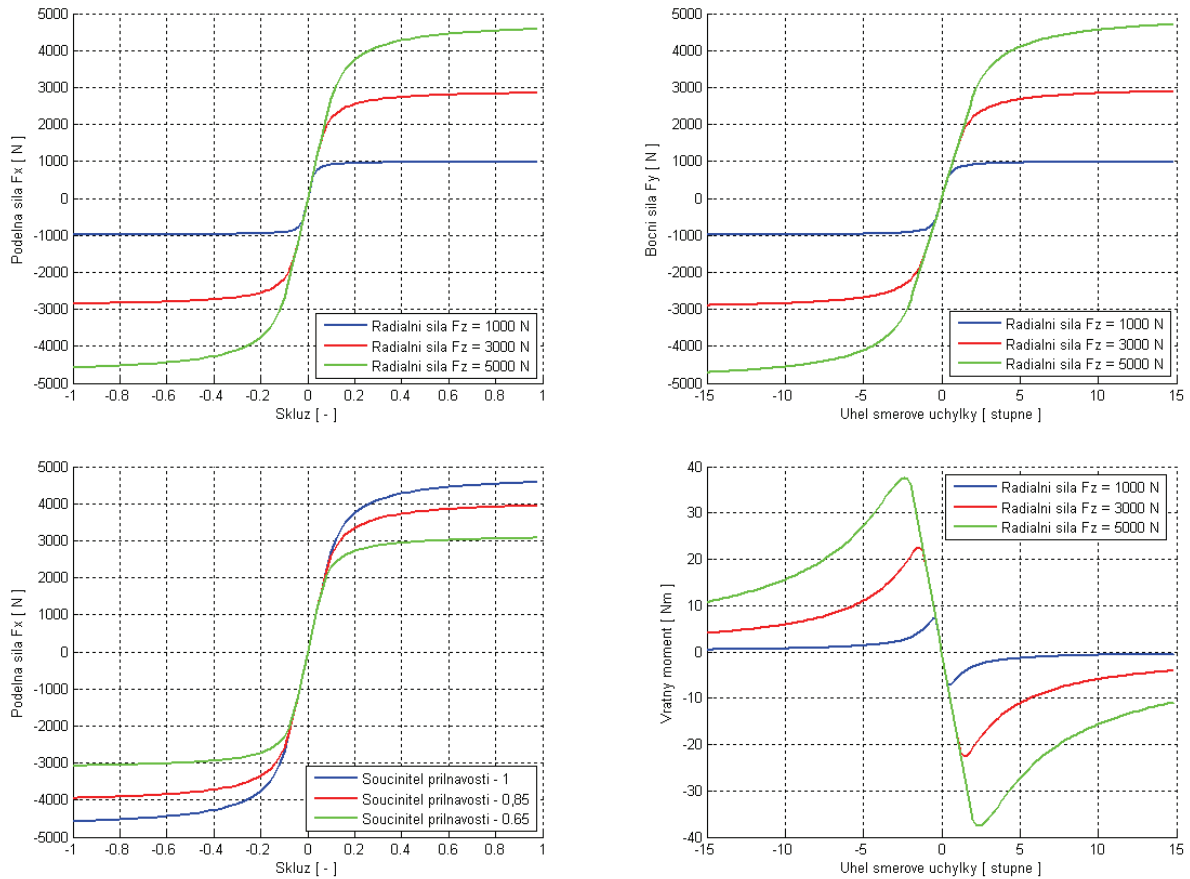 5000
4000
3000
2000
1000
0
-1000
-2000
-3000
-4000
5000
Podelna sila Fx [ N ]
Radialni sila Fz = 1000 N
Radialni sila Fz = 3000 N
Radialni sila Fz = 5000 N
-1 -0.8 -0.6 -0.4 -0.2 0 0.2 0.4 0.6 0.8 1
Skluz [ - ]
5000
4000
3000
2000
1000
0
-1000
-2000
3000
4000
5000
Bocni sila Fy [ N ]
Radialni sila Fz = 1000 N
Radialni sila Fz = 3000 N
Radialni sila Fz = 5000 N
-15 -10 -5 0 5 10 15
Uhel smerove uchylky [ stupne ]
5000
4000
3000
2000
1000
0
1000
2000
3000
-4000
-5000
Podelna sila Fx [ N ]
Soucinitel prilnavosti - 1
Soucinitel prilnavosti - 0,85
Soucinitel prilnavosti - 0.65
-1 -0.8 -0.6 -0.4 -0.2 0 0.2 0.4 0.6 0.8 1
Skluz [ - ]
40
30
20
10
0
-10
-20
-30
-40
Vratny moment [ Nm ]
Radialni sila Fz = 1000 N
Radialni sila Fz = 3000 N
Radialni sila Fz = 5000 N
-15 -10 -5 0 5 10 15
Uhel smerove uchylky [ stupne ]